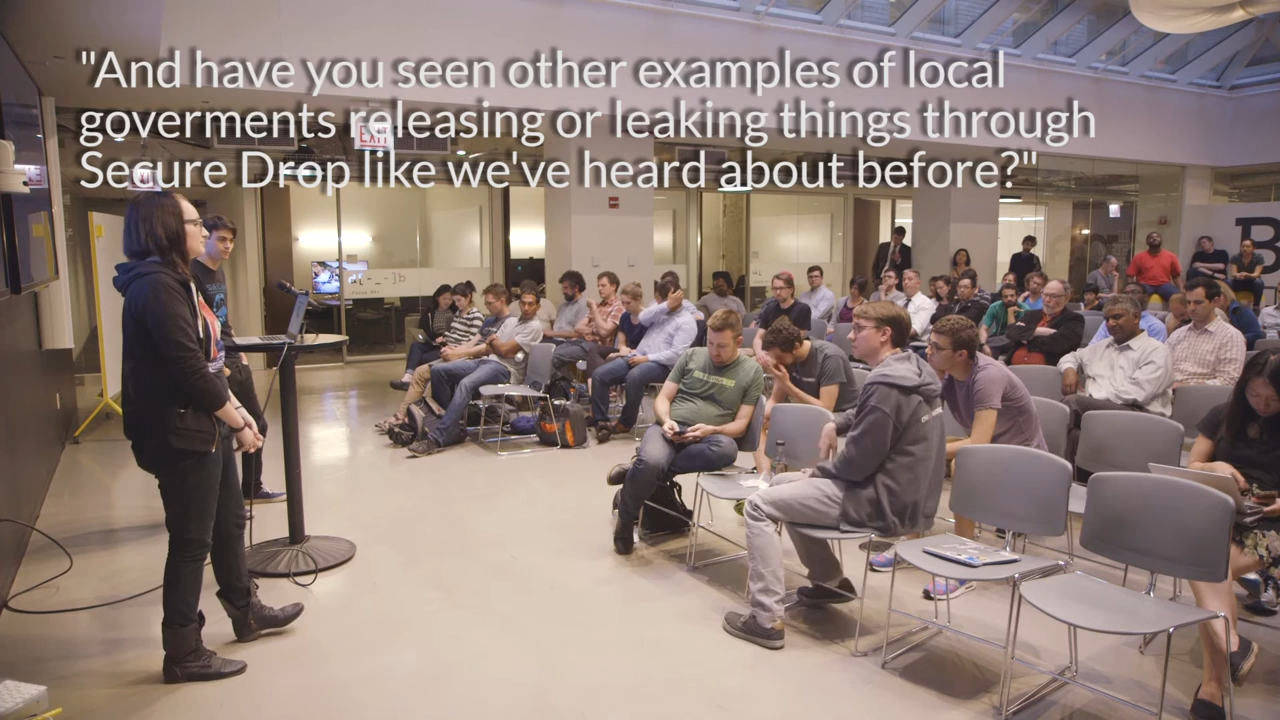 "And have you seen other examples of local
goverments releasing or leaking things through
Secure Drop like we've heard about before?"
EXIT
B